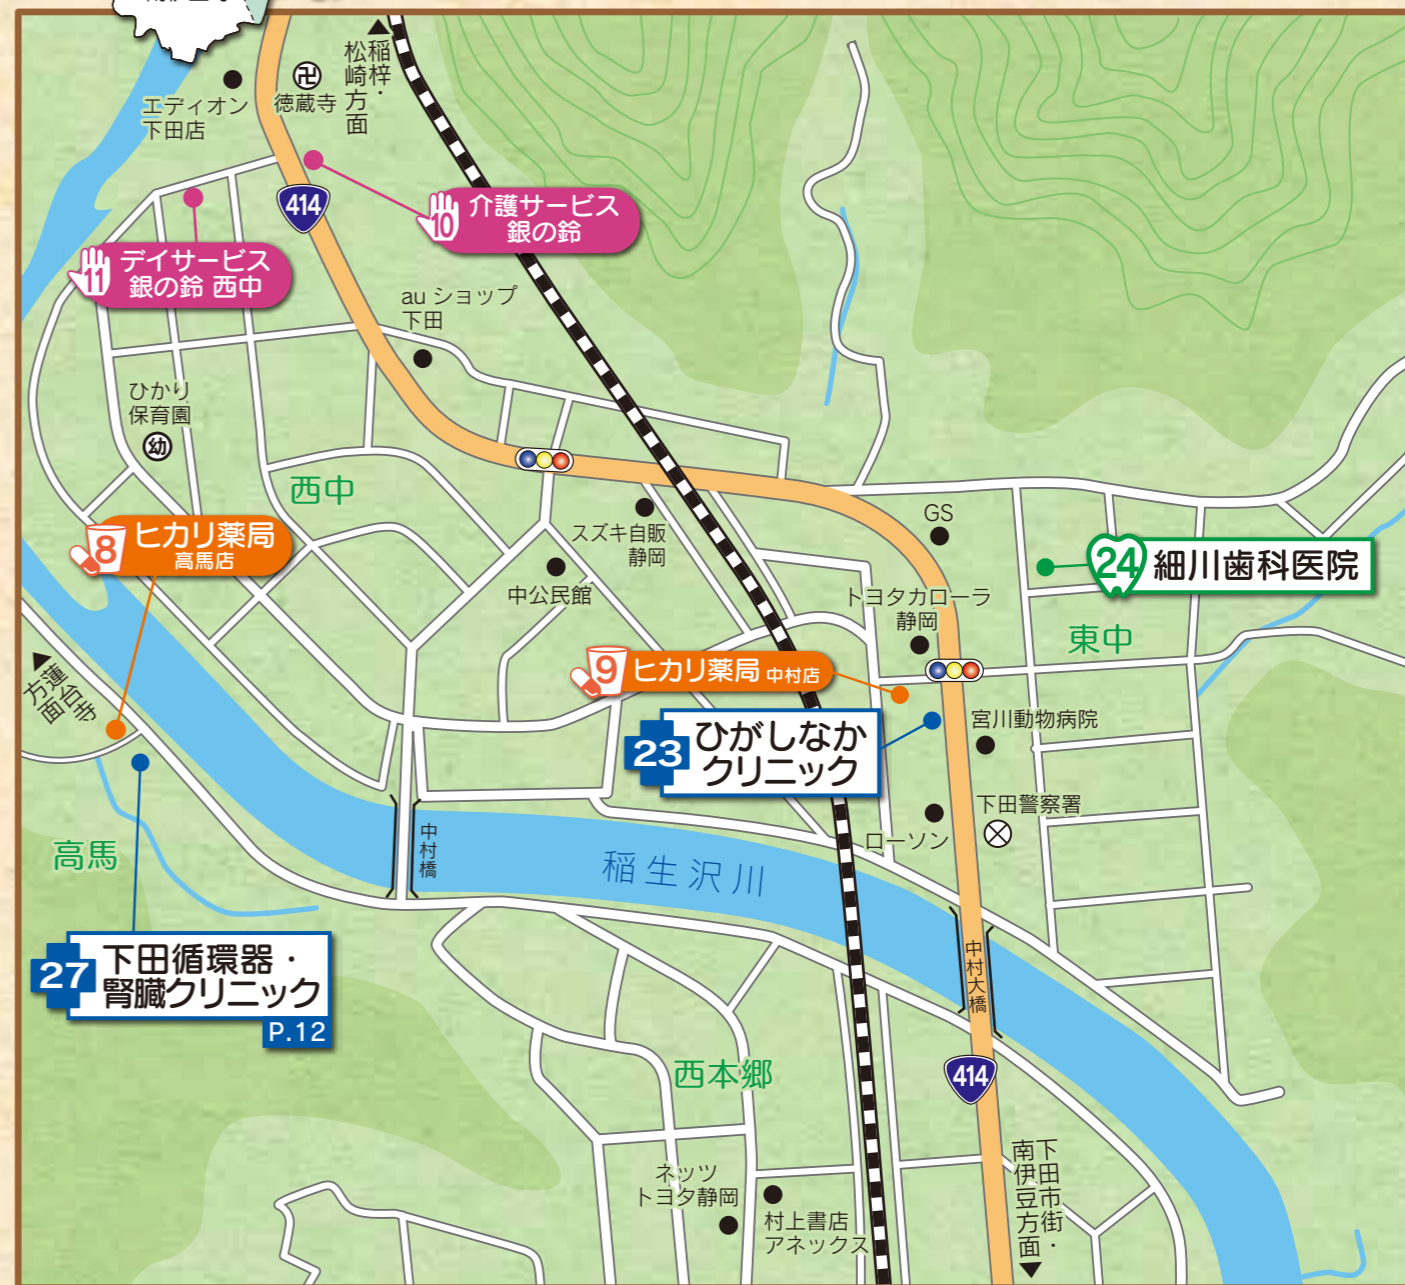 エディオン
下田店
徳蔵寺
稲梓・
松崎方面
414
10
介護サービス
銀の鈴
11
デイサービス
銀の鈴 西中
au ショップ
下田
ひかり
保育園
幼
西中
8
ヒカリ薬局
高馬店
スズキ自販
静岡
中公民館
GS
24
細川歯科医院
トヨタカローラ
静岡
東中
9
ヒカリ薬局 中村店
蓮台寺
方面
23
ひがしなか
クリニック
宮川動物病院
下田警察署
ローソン
中村橋
稲生沢川
高馬
27
下田循環器・
腎臓クリニック
P.12
中村大橋
西本郷
414
ネッツ
トヨタ静岡
村上書店
アネックス
下田市街・
南伊豆方面